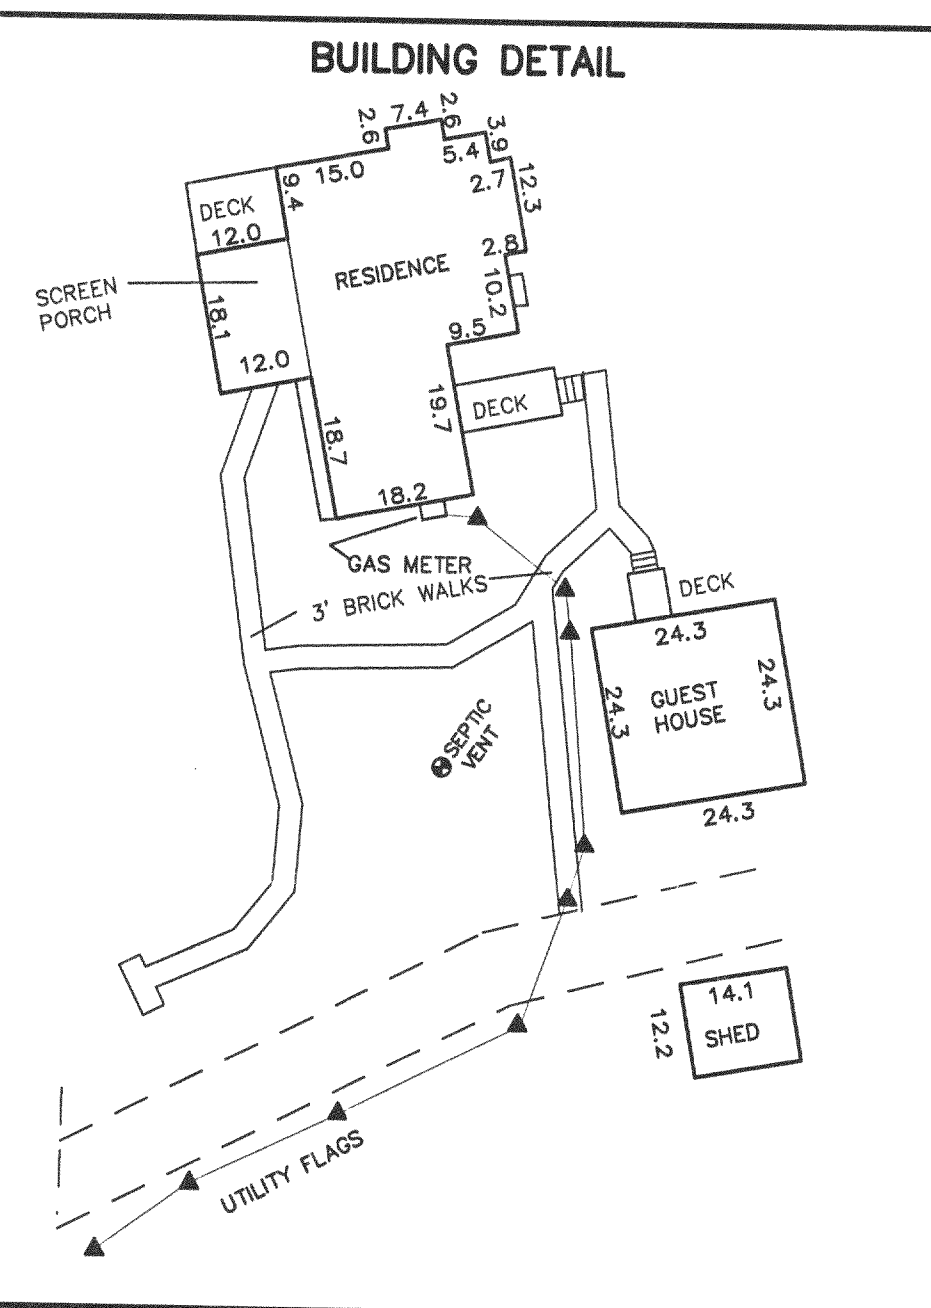 BUILDING DETAIL
2.6
7.4
2.6
3.9
5.4
2.7
12.3
15.0
9.4
DECK
12.0
2.8
RESIDENCE
10.2
SCREEN
PORCH
18.1
9.5
12.0
19.7
DECK
18.7
18.2
GAS METER
3' BRICK WALKS
DECK
24.3
24.3
24.3
GUEST
HOUSE
24.3
SEPTIC
VENT
14.1
12.2
SHED
UTILITY FLAGS